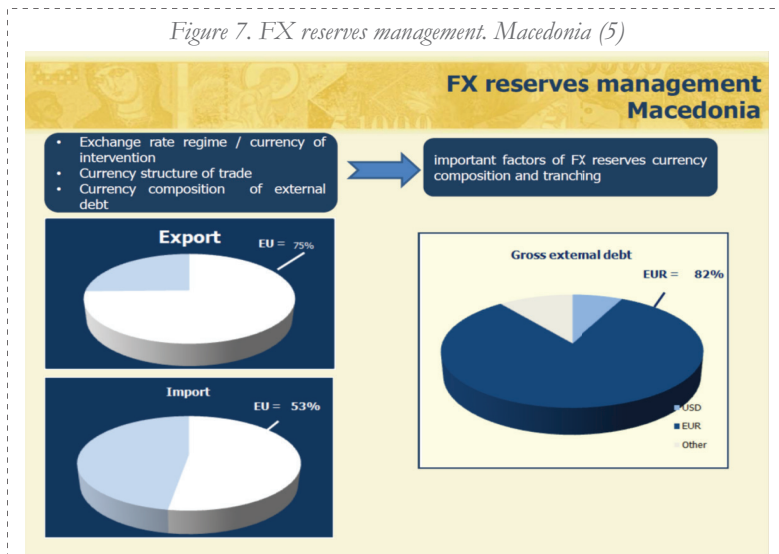 Figure 7. FX reserves management. Macedonia (5)
FX reserves management
Macedonia
• Exchange rate regime / currency of
intervention
• Currency structure of trade
• Currency composition of external
debt
important factors of FX reserves currency
composition and tranching
Export
EU = 75%
Import
EU = 53%
Gross external debt
EUR = 82%
USD
EUR
Other